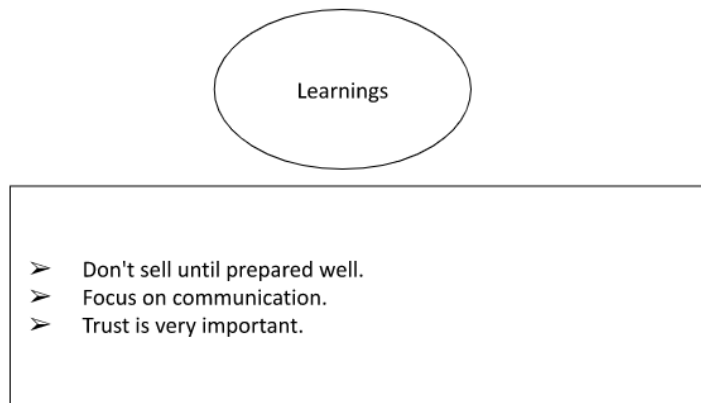 Learnings
➢ Don't sell until prepared well.
➢ Focus on communication.
➢ Trust is very important.